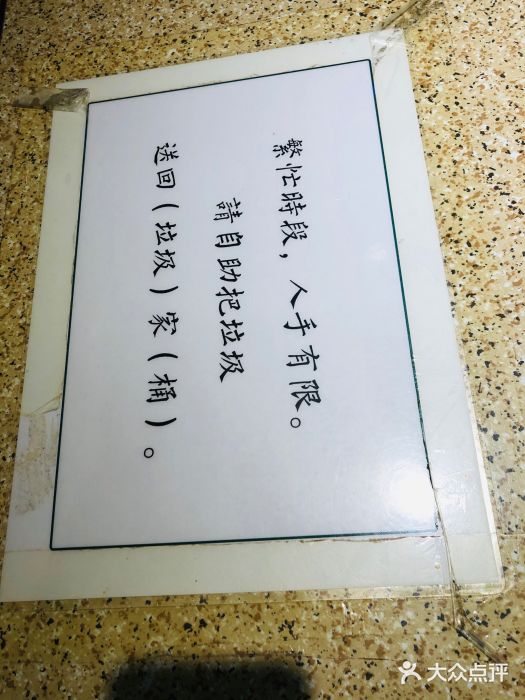 繁忙時段，人手有限。
請自助把垃圾
送回（垃圾）家（桶）。
大众点评